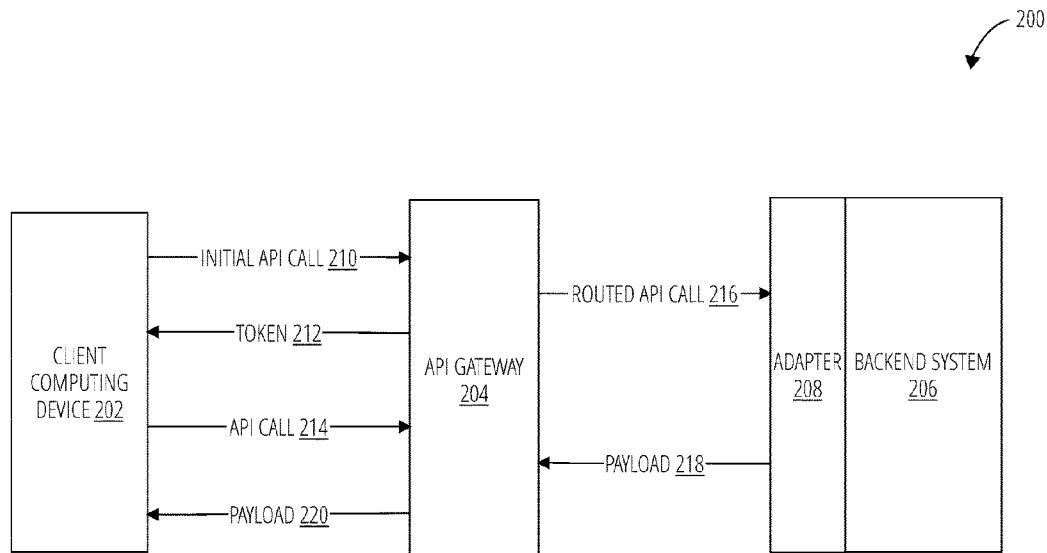 200
INITIAL API CALL 210
ROUTED API CALL 216
TOKEN 212
CLIENT
COMPUTING
DEVICE 202
API GATEWAY
204
ADAPTER
208
BACKEND SYSTEM
206
API CALL 214
PAYLOAD 218
PAYLOAD 220